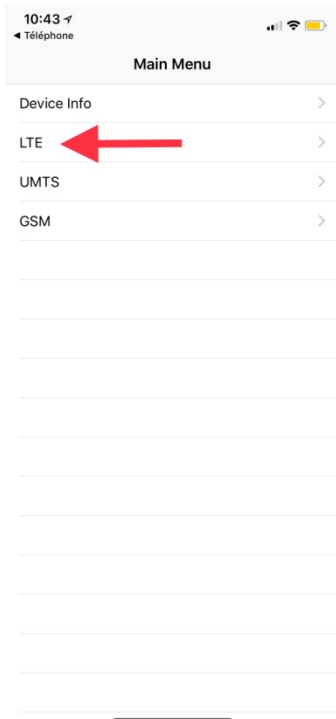 10:43
◀ Téléphone
Main Menu
Device Info
LTE
UMTS
GSM